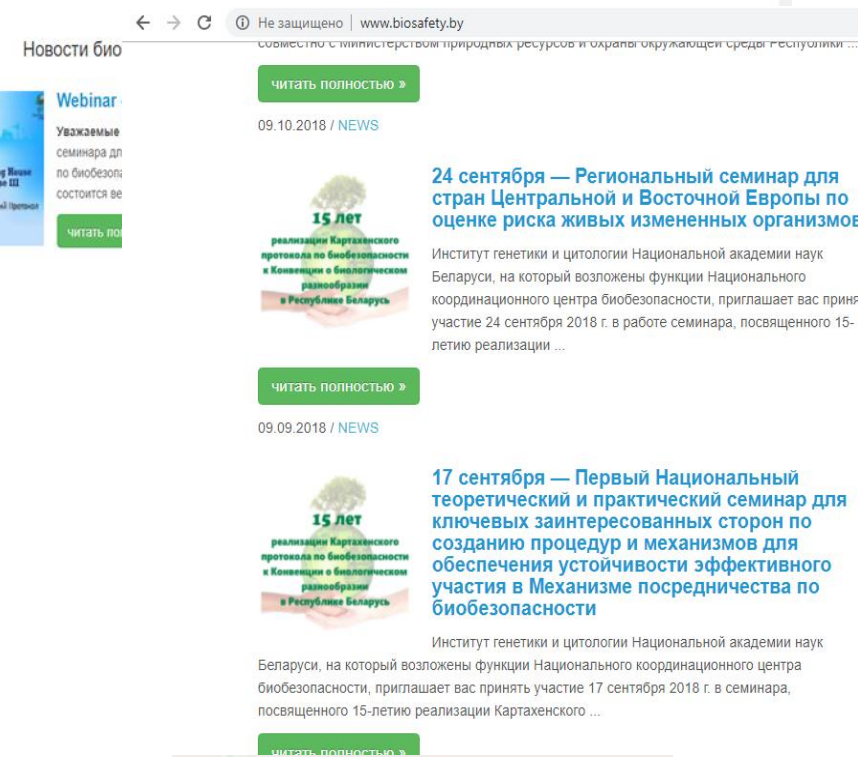 Не защищено | www.biosafety.by
Новости био
Webinar
Уважаемые
семинара дл
по биобезопа
состоится ве
читать по
совместно с Министерством природных ресурсов и охраны окружающей среды Республики ...
читать полностью »
09.10.2018 / NEWS
15 лет
реализации Картахенского
протокола по биобезопасности
к Конвенции о биологическом
разнообразии
в Республике Беларусь
24 сентября — Региональный семинар для
стран Центральной и Восточной Европы по
оценке риска живых измененных организмов
Институт генетики и цитологии Национальной академии наук
Беларуси, на который возложены функции Национального
координационного центра биобезопасности, приглашает вас приня
участие 24 сентября 2018 г. в работе семинара, посвященного 15-
летию реализации ...
читать полностью »
09.09.2018 / NEWS
15 лет
реализации Картахенского
протокола по биобезопасности
к Конвенции о биологическом
разнообразии
в Республике Беларусь
17 сентября — Первый Национальный
теоретический и практический семинар для
ключевых заинтересованных сторон по
созданию процедур и механизмов для
обеспечения устойчивости эффективного
участия в Механизме посредничества по
биобезопасности
Институт генетики и цитологии Национальной академии наук
Беларуси, на который возложены функции Национального координационного центра
биобезопасности, приглашает вас принять участие 17 сентября 2018 г. в семинара,
посвященного 15-летию реализации Картахенского ...
читать полностью »